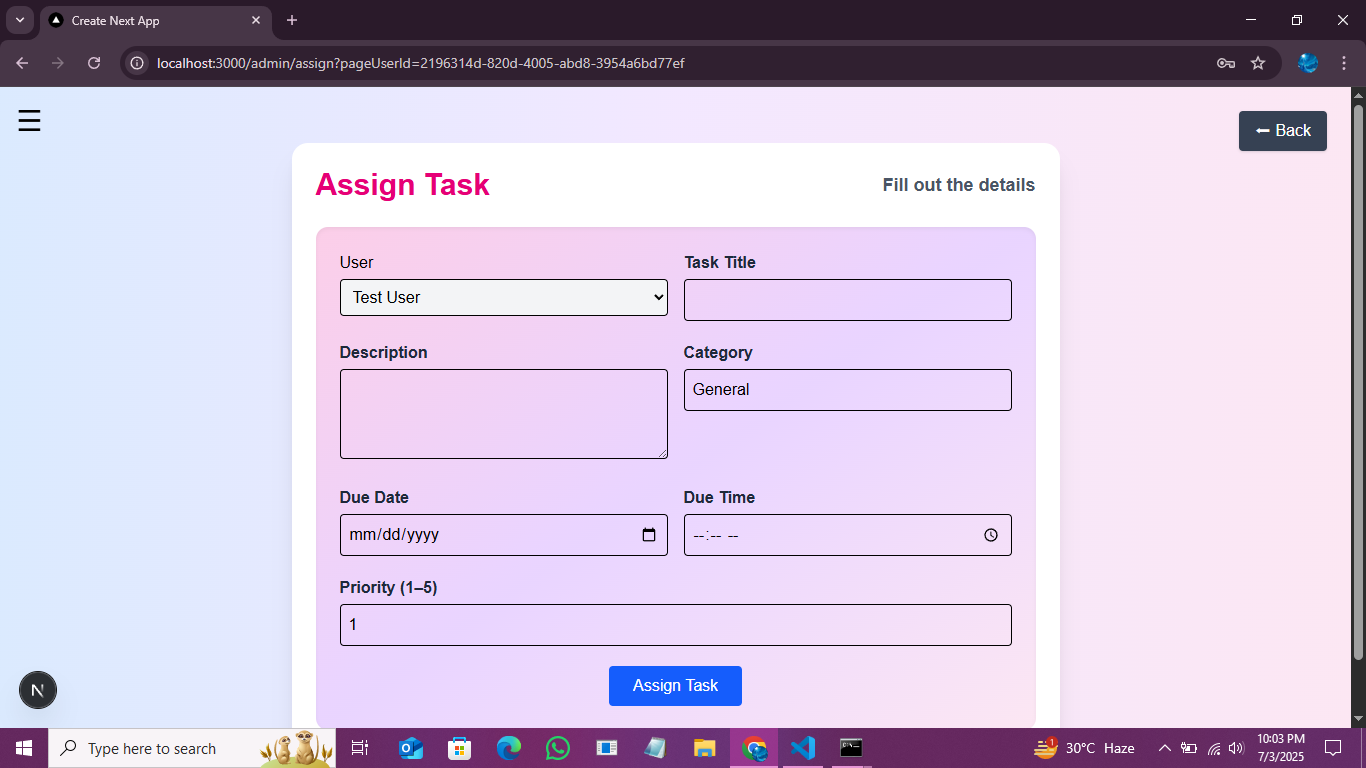 Create Next App
localhost:3000/admin/assign?pageUserId=2196314d-820d-4005-abd8-3954a6bd77ef
☰
← Back
Assign Task
Fill out the details
User
Task Title
Test User
Description
Category
General
Due Date
Due Time
mm/dd/yyyy
--:-- --
Priority (1–5)
1
Assign Task
N
Type here to search
1
30°C Haze
10:03 PM
7/3/2025